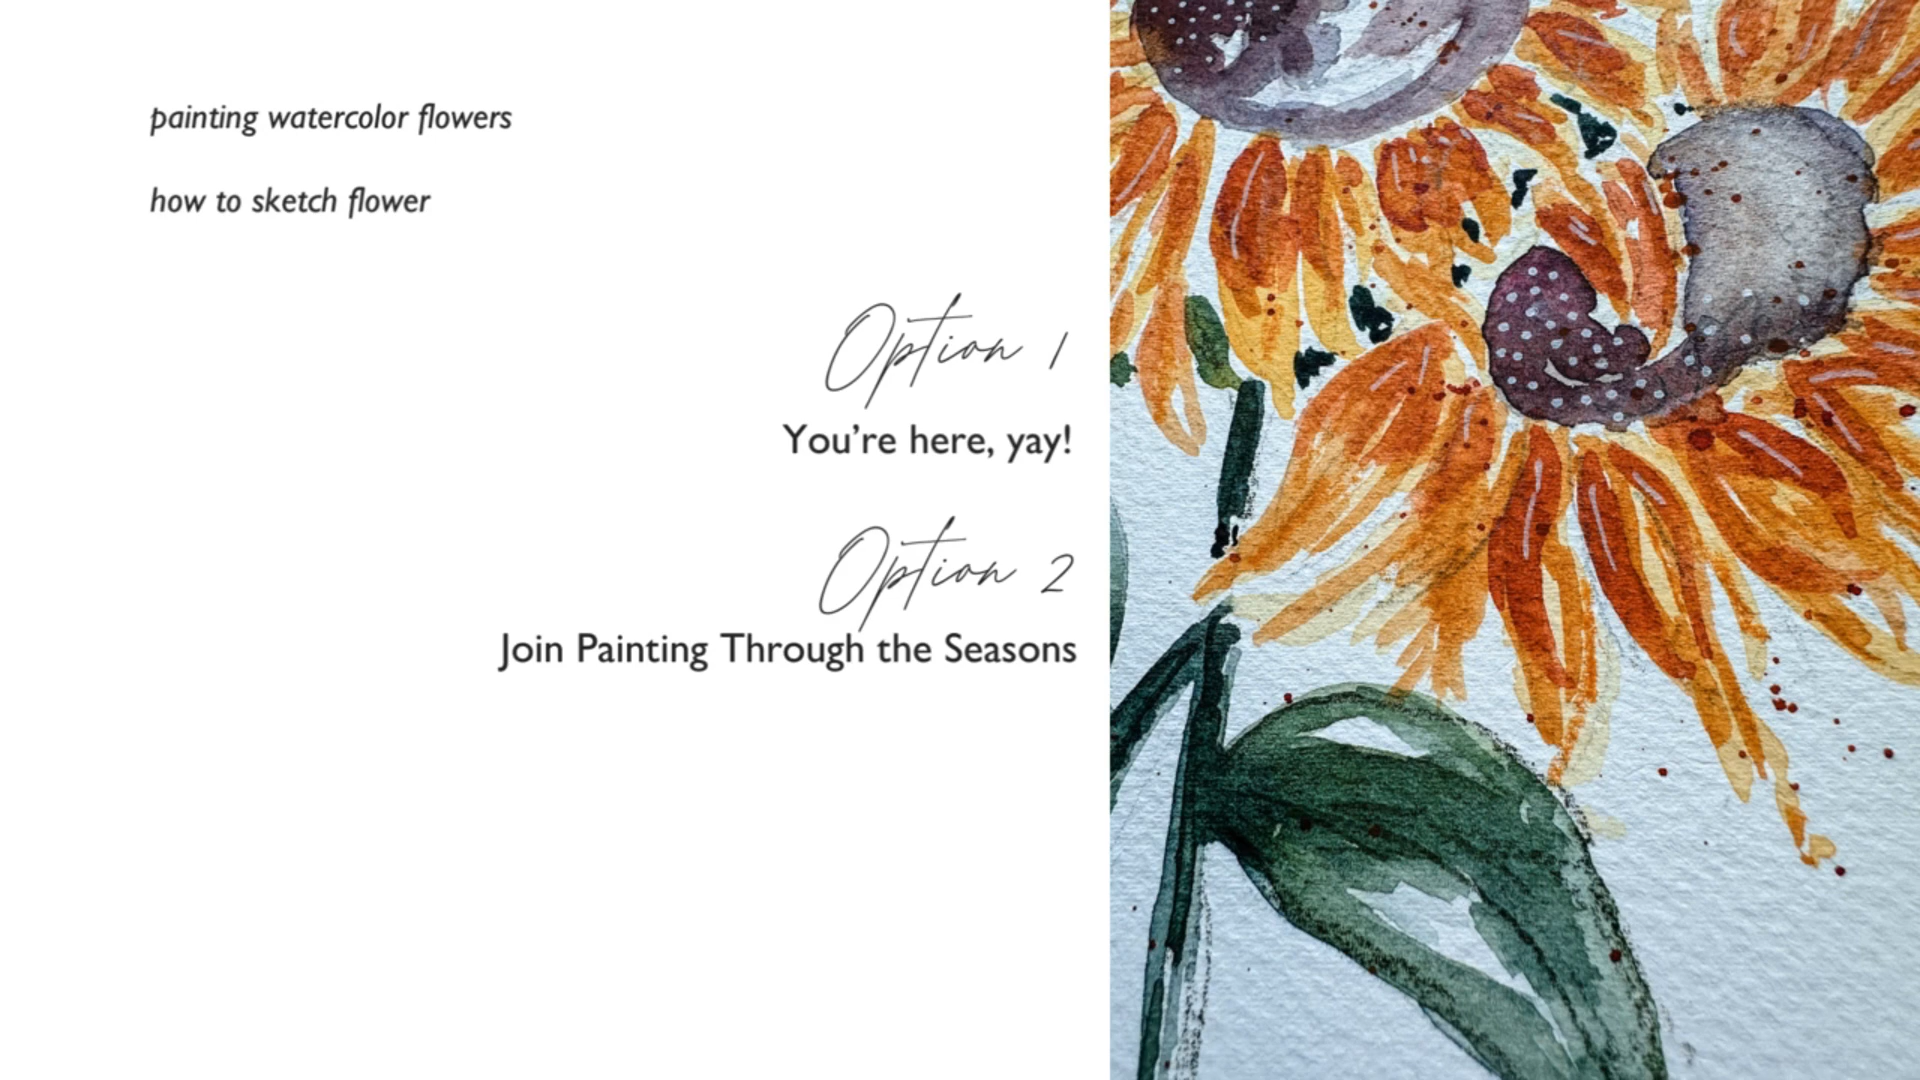 painting watercolor flowers
how to sketch flower
Option 1
You're here, yay!
Option 2
Join Painting Through the Seasons